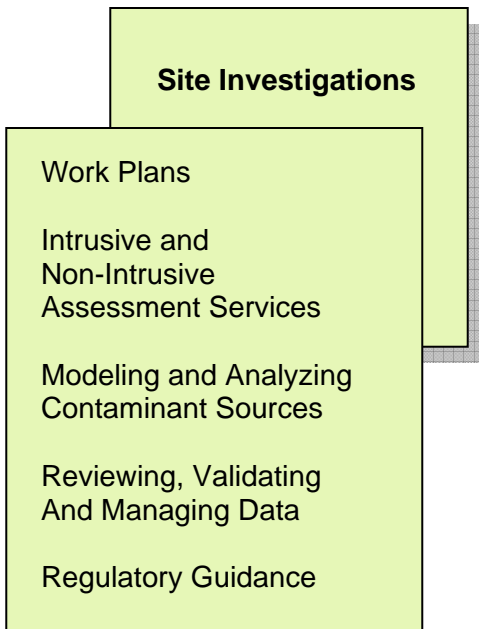 Site Investigations
Work Plans
Intrusive and
Non-Intrusive
Assessment Services
Modeling and Analyzing
Contaminant Sources
Reviewing, Validating
And Managing Data
Regulatory Guidance